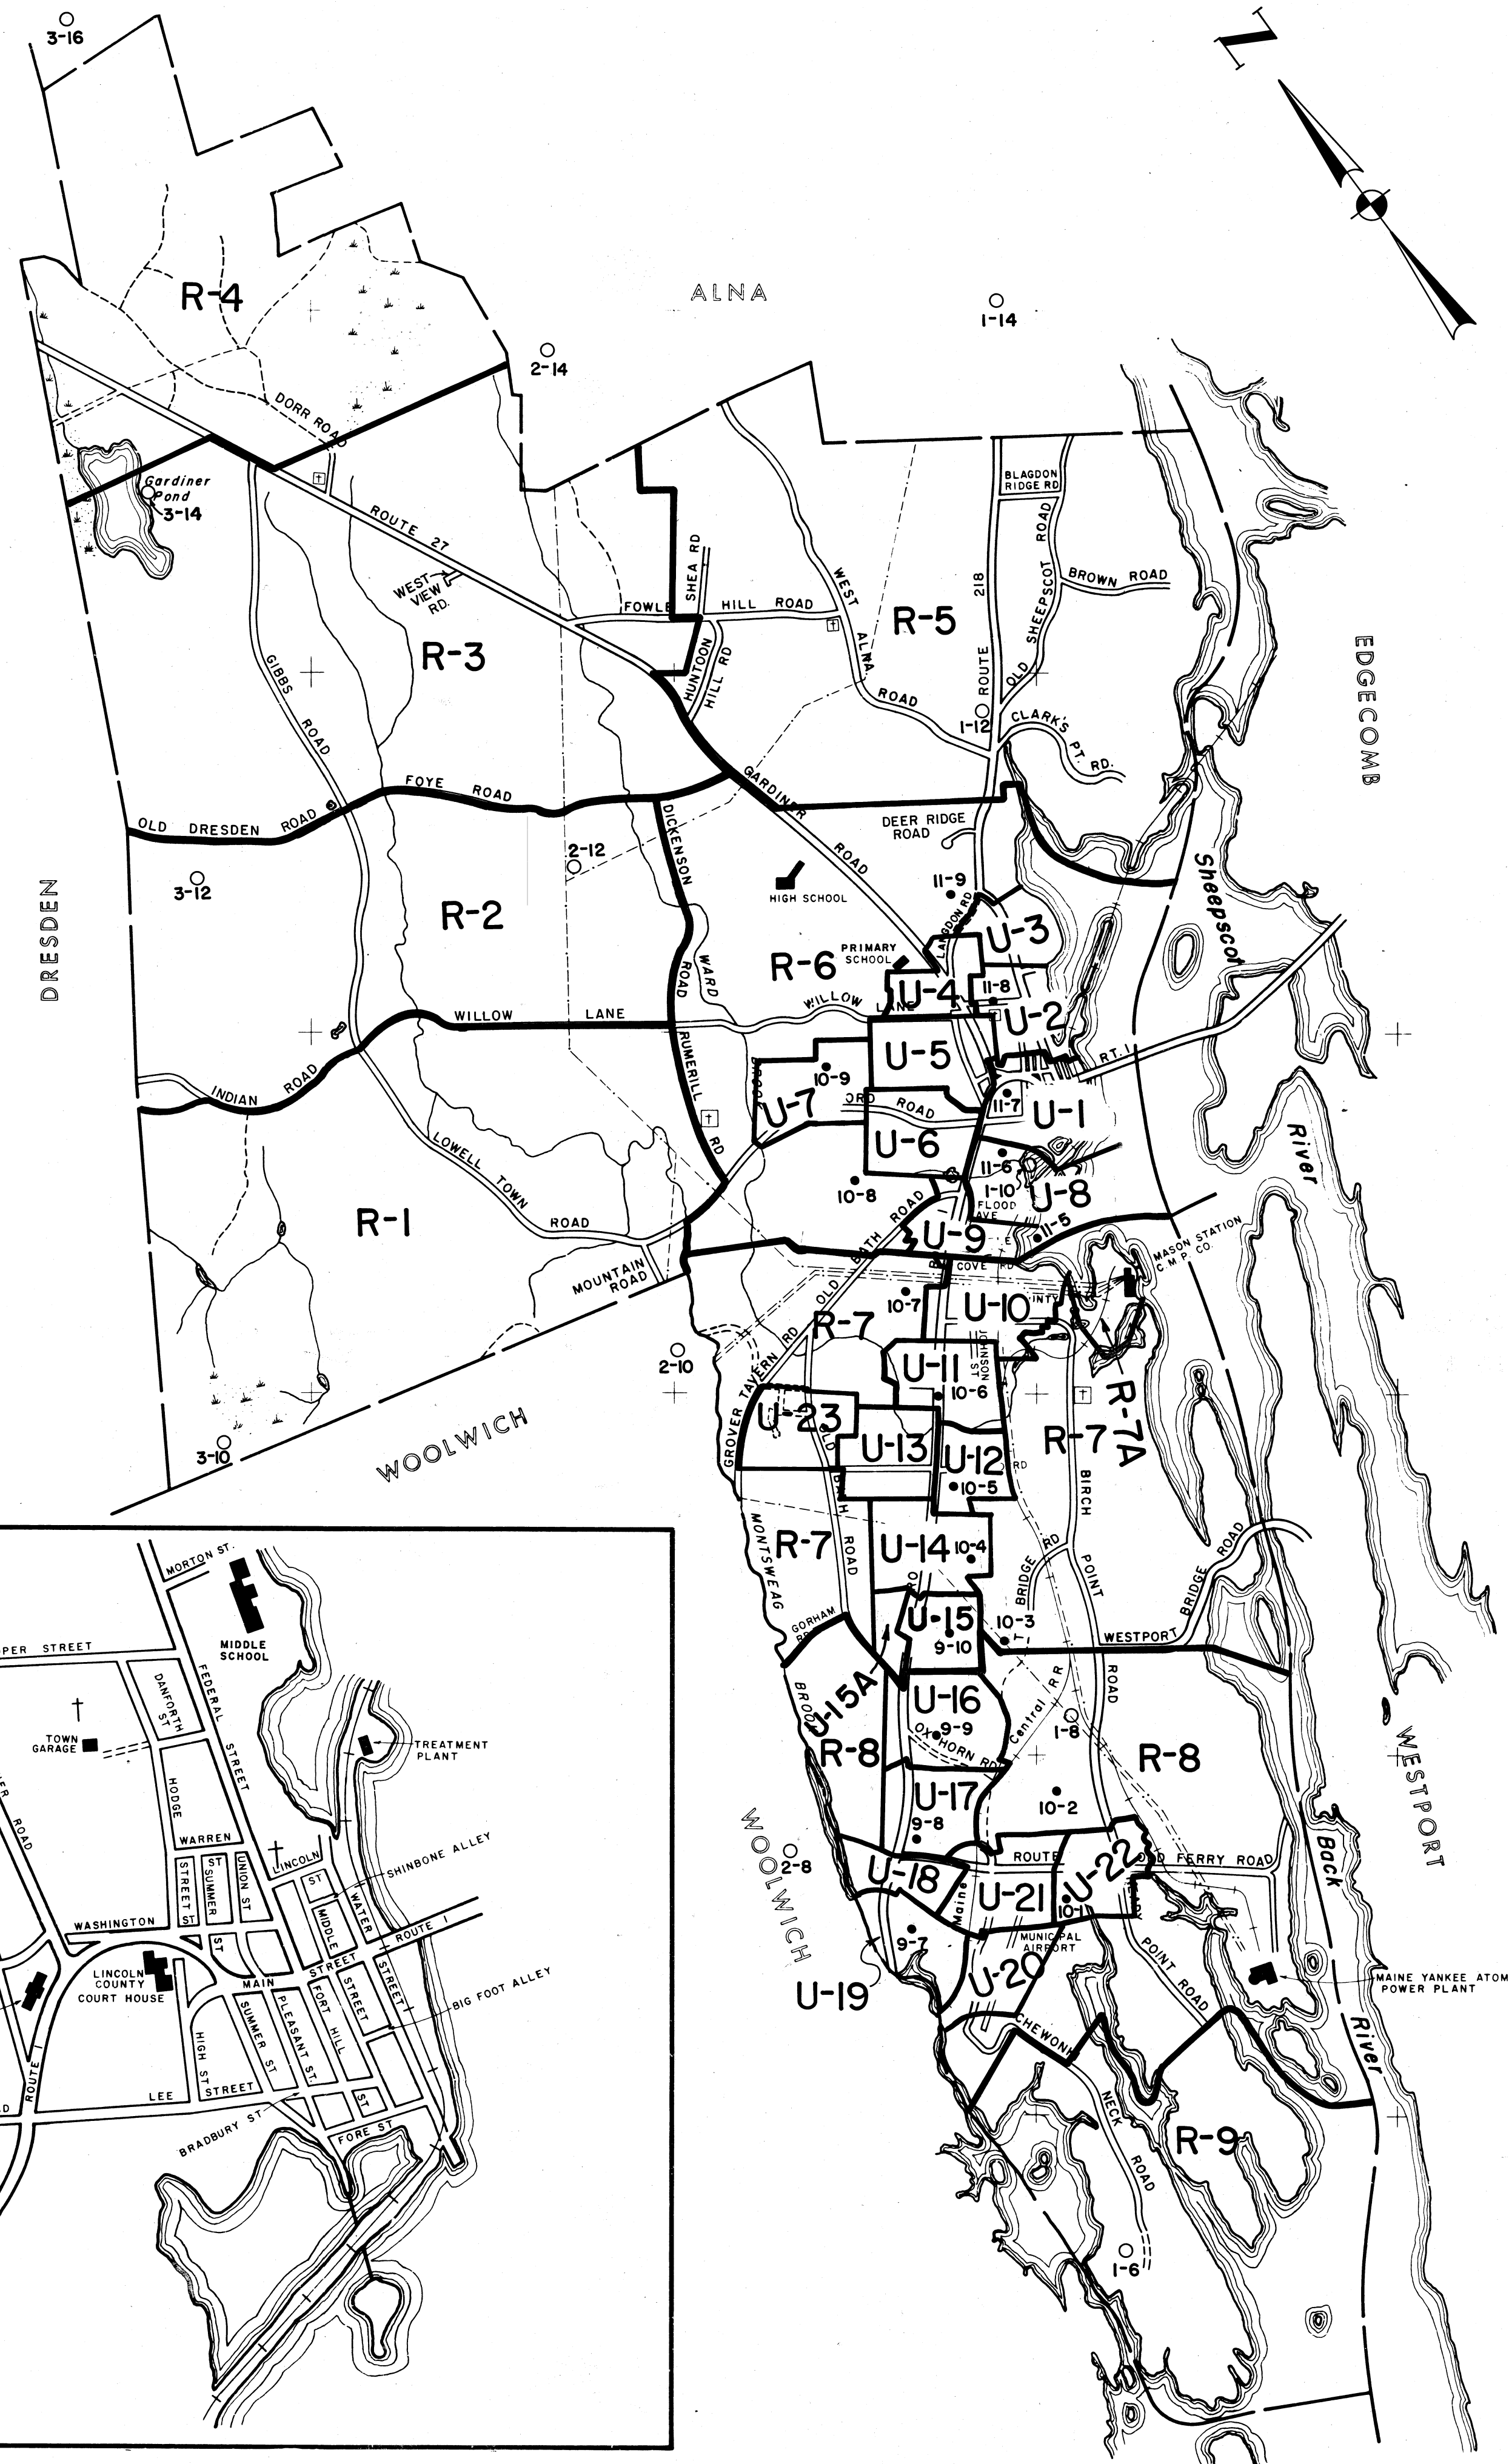 3-16
N
R-4
ALNA
1-14
2-14
DORR ROAD
Gardiner
Pond
3-14
ROUTE 27
WEST
VIEW
RD.
R-3
GIBBS ROAD
FOWLE HILL ROAD
SHEA RD
HUNTOON
HILL RD
WEST ALNA ROAD
R-5
BLAGDON
RIDGE RD
ROUTE 218
OLD SHEEPSCOT ROAD
BROWN ROAD
1-12
CLARK'S PT. RD.
EDGECOMB
OLD DRESDEN ROAD
FOYE ROAD
GARDINER ROAD
DICKENSON ROAD
DEER RIDGE
ROAD
2-12
3-12
HIGH SCHOOL
11-9
LANGDON RD
DRESDEN
R-2
R-6
PRIMARY
SCHOOL
U-3
U-4
11-8
U-2
WARD
BROOK
Sheepscot
River
WILLOW LANE
WILLOW LANE
INDIAN ROAD
RUMERILL RD
U-5
RT. 1
10-9
U-7
ROAD
11-7
U-1
U-6
LOWELL TOWN ROAD
11-6
10-8
1-10
U-8
FLOOD
AVE
11-5
R-1
U-9
OLD BATH ROAD
COVE RD
MASON STATION
C.M.P. CO.
MOUNTAIN
ROAD
10-7
U-10
R-7
2-10
GROVER TAVERN RD
U-11
JOHNSON
ST
10-6
R-7A
U-23
U-13
U-12
RD
R-7
10-5
3-10
WOOLWICH
OLD BATH ROAD
MONTSWEAG
BROOK
R-7
U-14
10-4
BIRCH POINT ROAD
BRIDGE RD
WESTPORT BRIDGE ROAD
GORHAM
RD
U-15
9-10
10-3
U-15A
U-16
9-9
OXHORN RD
Central RR
1-8
R-8
R-8
WESTPORT
U-17
9-8
10-2
2-8
WOOLWICH
U-18
ROUTE
U-22
OLD FERRY ROAD
Back
River
Maine
U-21
10-1
9-7
MUNICIPAL
AIRPORT
U-19
U-20
POINT ROAD
MAINE YANKEE ATOM
POWER PLANT
NECK ROAD
R-9
1-6
MORTON ST.
MIDDLE
SCHOOL
PER STREET
DANFORTH
ST
FEDERAL STREET
TOWN
GARAGE
TREATMENT
PLANT
HODGE STREET
WARREN ST
SUMMER ST
UNION ST
LINCOLN ST
SHINBONE ALLEY
ROAD
WASHINGTON ST
MIDDLE STREET
WATER STREET
ROUTE 1
LINCOLN
COUNTY
COURT HOUSE
MAIN STREET
BIG FOOT ALLEY
FORT HILL ST
SUMMER ST
PLEASANT ST.
HIGH ST
ROUTE 1
LEE STREET
BRADBURY ST
FORE ST